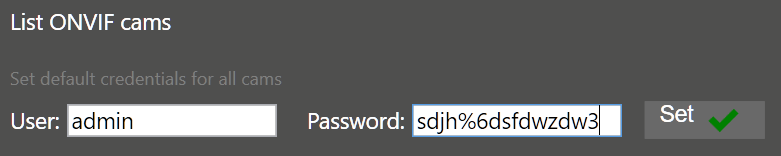 List ONVIF cams
Set default credentials for all cams
User: admin Password: sdjh%6dsfdwzdw3 Set